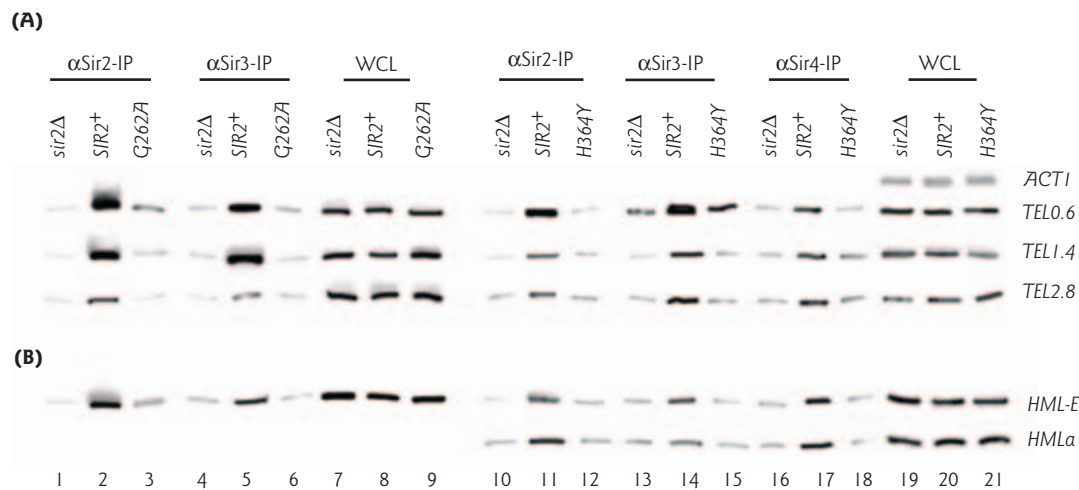 (A)
αSir2-IP αSir3-IP WCL αSir2-IP αSir3-IP αSir4-IP WCL
sir2Δ SIR2+ G262A sir2Δ SIR2+ G262A sir2Δ SIR2+ G262A sir2Δ SIR2+ H364Y sir2Δ SIR2+ H364Y sir2Δ SIR2+ H364Y sir2Δ SIR2+ H364Y
ACT1
TEL0.6
TEL1.4
TEL2.8
(B)
HML-E
HMLa
1 2 3 4 5 6 7 8 9 10 11 12 13 14 15 16 17 18 19 20 21